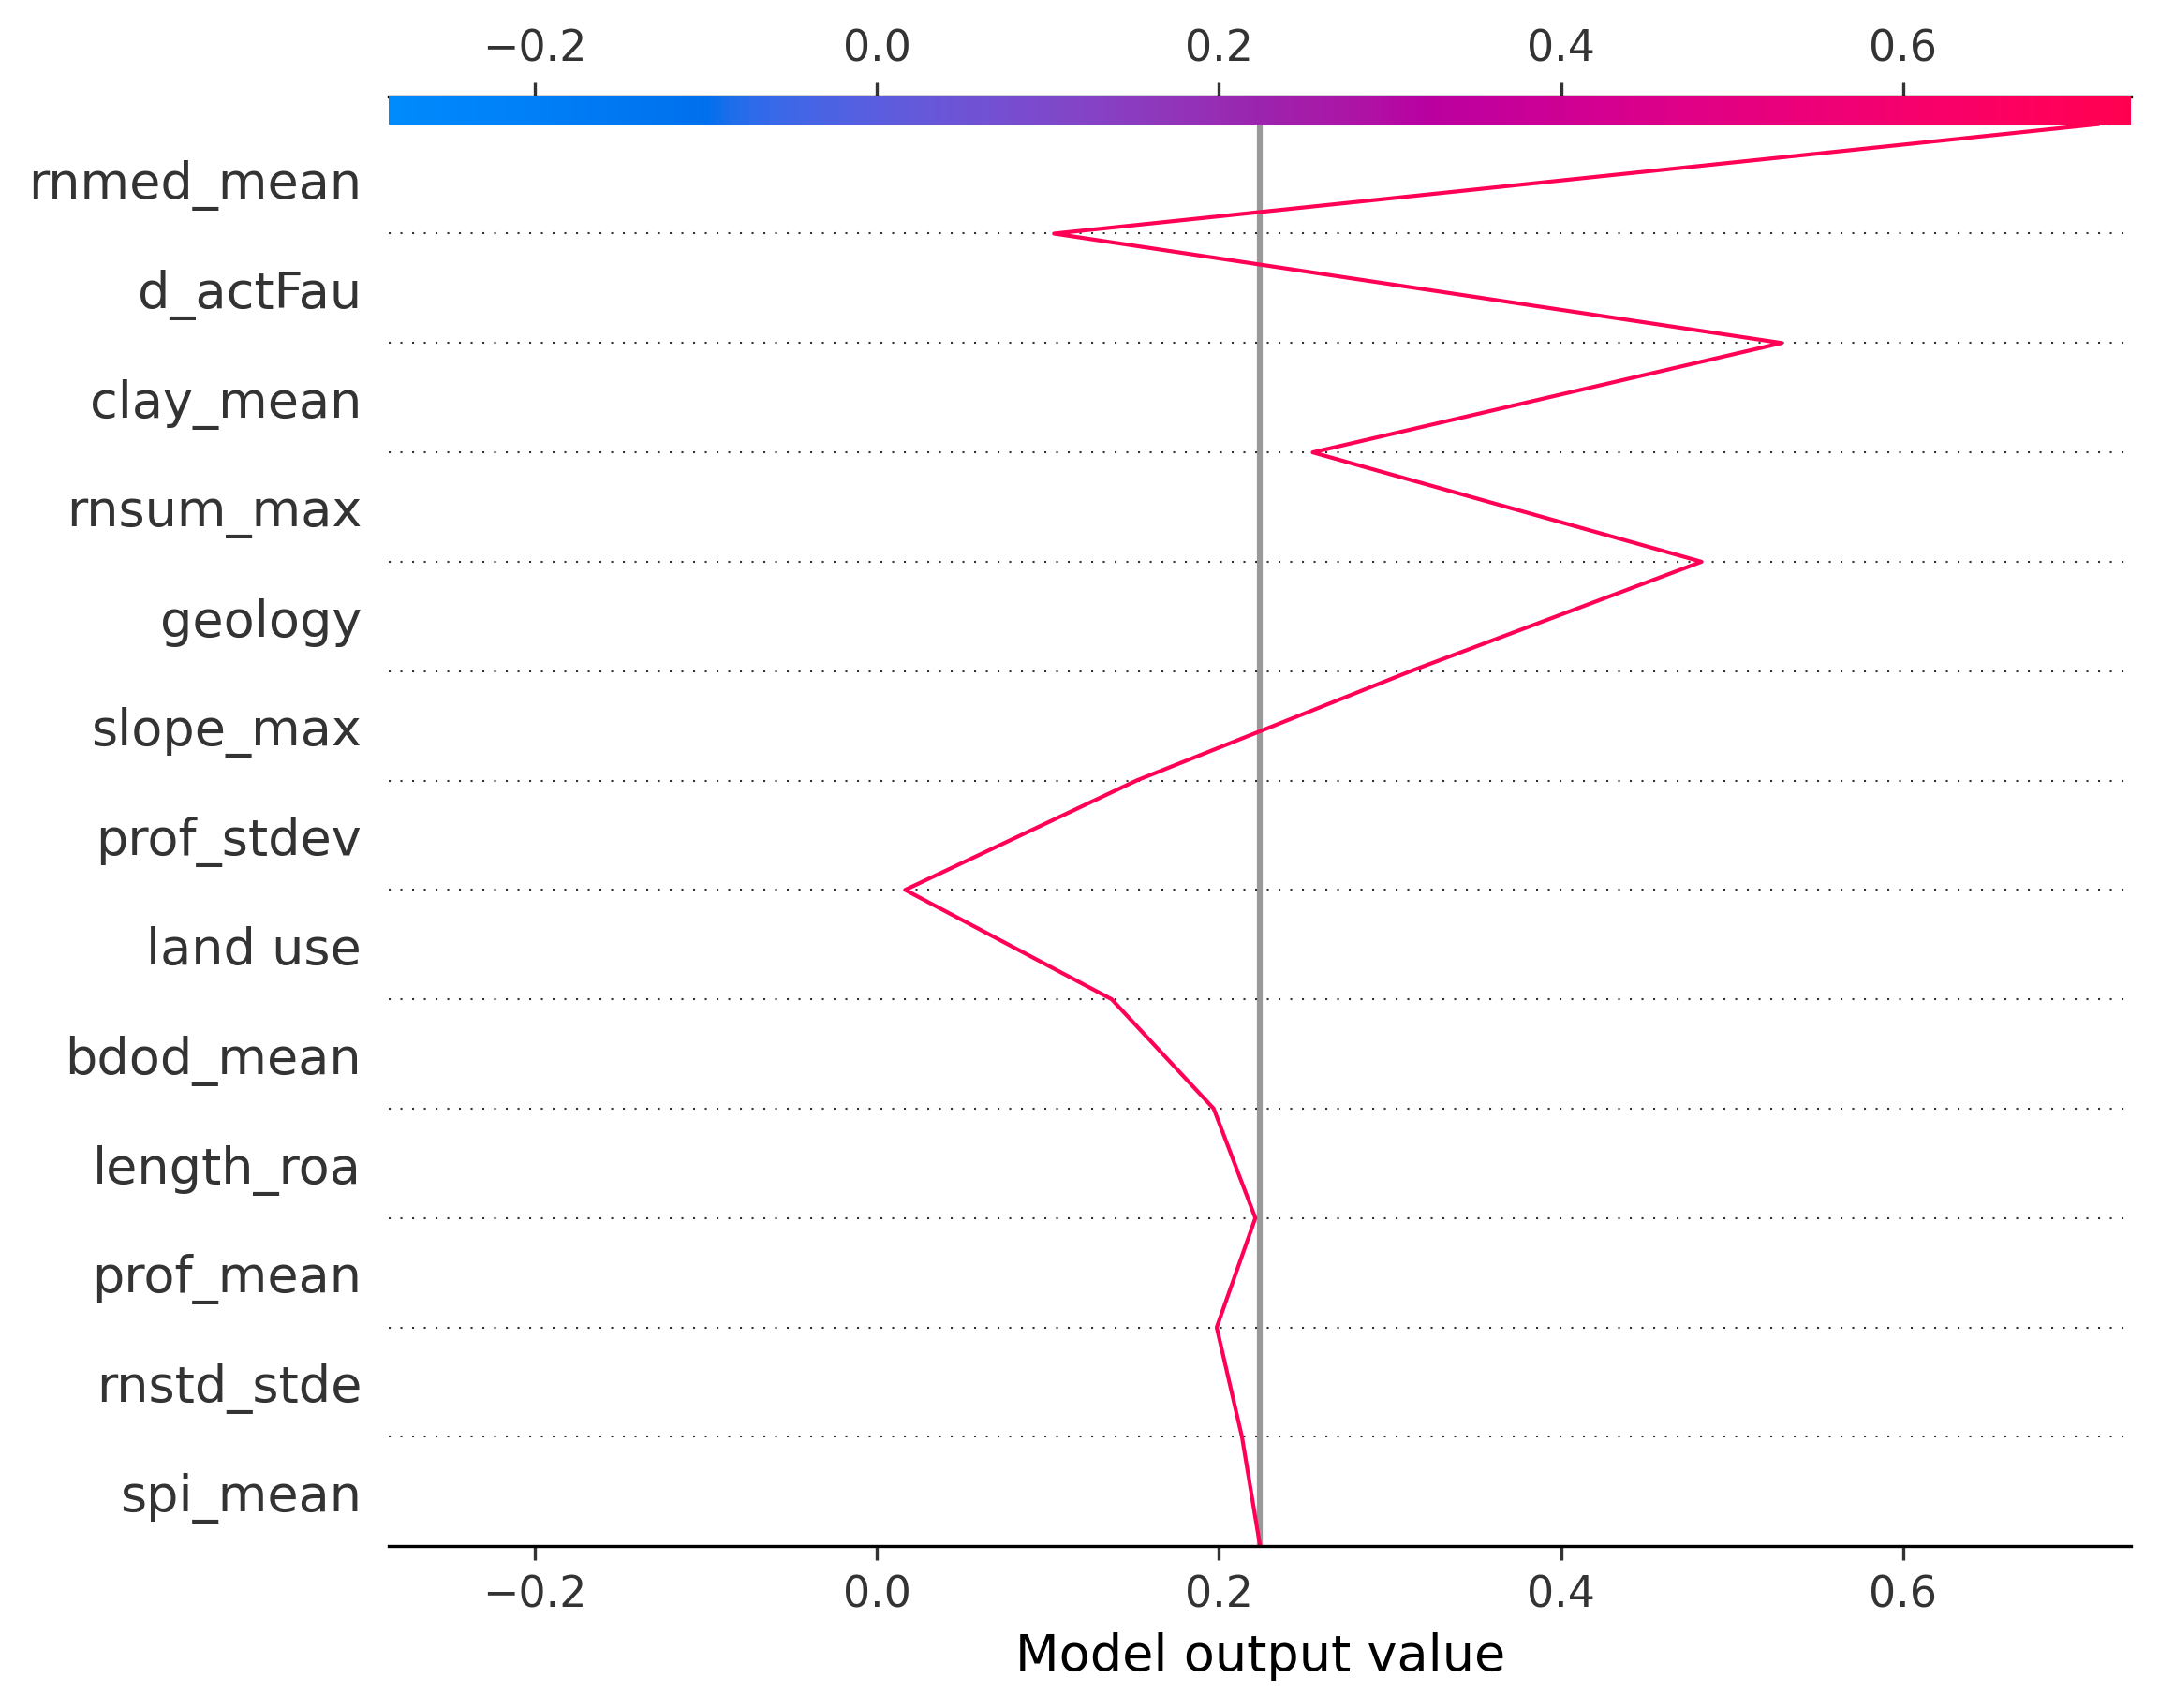 −0.2 0.0 0.2 0.4 0.6
rnmed_mean
d_actFau
clay_mean
rnsum_max
geology
slope_max
prof_stdev
land use
bdod_mean
length_roa
prof_mean
rnstd_stde
spi_mean
−0.2 0.0 0.2 0.4 0.6
Model output value